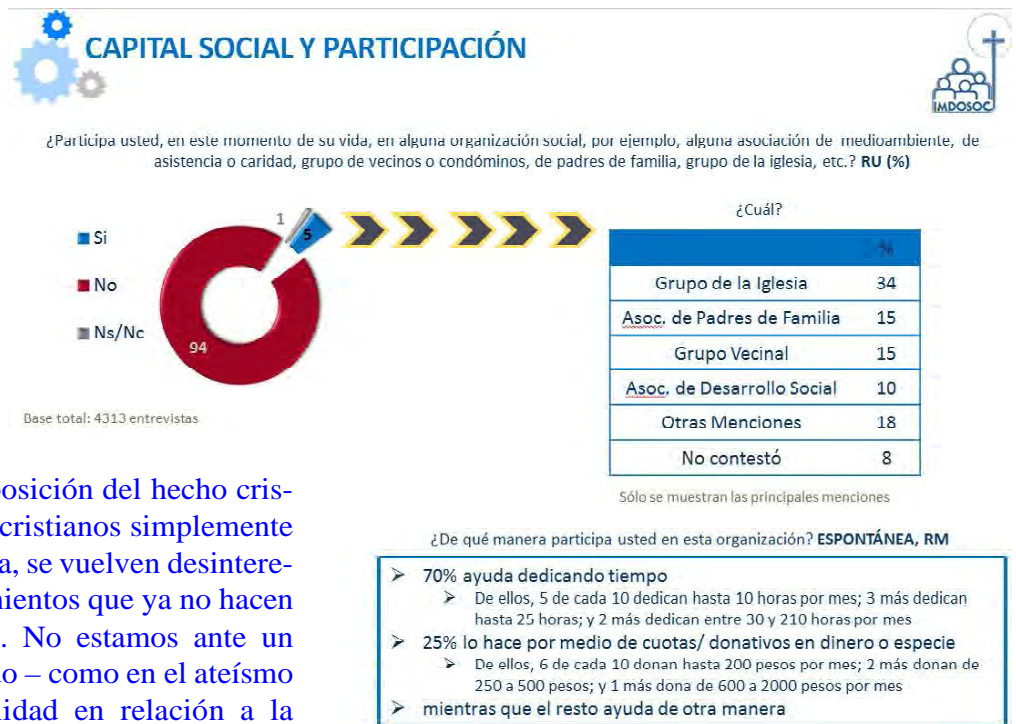 CAPITAL SOCIAL Y PARTICIPACIÓN
IMDOSOC
¿Participa usted, en este momento de su vida, en alguna organización social, por ejemplo, alguna asociación de medioambiente, de
asistencia o caridad, grupo de vecinos o condóminos, de padres de familia, grupo de la iglesia, etc.? RU (%)
Si
No
Ns/Nc
1
5
94
Base total: 4313 entrevistas
¿Cuál?
%
Grupo de la Iglesia 34
Asoc. de Padres de Familia 15
Grupo Vecinal 15
Asoc. de Desarrollo Social 10
Otras Menciones 18
No contestó 8
Sólo se muestran las principales menciones
posición del hecho cris-
cristianos simplemente
a, se vuelven desintere-
nientos que ya no hacen
. No estamos ante un
do – como en el ateísmo
lidad en relación a la
¿De qué manera participa usted en esta organización? ESPONTÁNEA, RM
➢ 70% ayuda dedicando tiempo
➢ De ellos, 5 de cada 10 dedican hasta 10 horas por mes; 3 más dedican
hasta 25 horas; y 2 más dedican entre 30 y 210 horas por mes
➢ 25% lo hace por medio de cuotas/ donativos en dinero o especie
➢ De ellos, 6 de cada 10 donan hasta 200 pesos por mes; 2 más donan de
250 a 500 pesos; y 1 más dona de 600 a 2000 pesos por mes
➢ mientras que el resto ayuda de otra manera